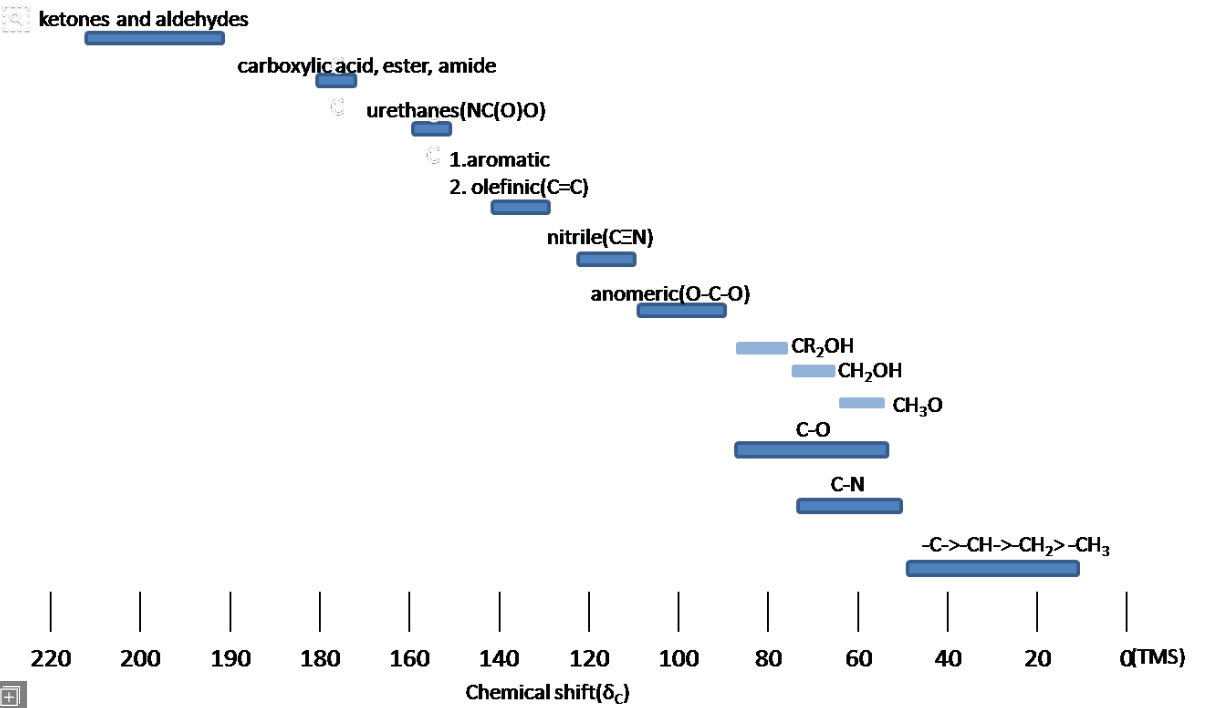 ketones and aldehydes
carboxylic acid, ester, amide
C
urethanes(NC(O)O)
C
1.aromatic
2. olefinic(C=C)
nitrile(CΞN)
anomeric(O-C-O)
CR₂OH
CH₂OH
CH₃O
C-O
C-N
-C->-CH->-CH₂>-CH₃
220 200 190 180 160 140 120 100 80 60 40 20 0(TMS)
Chemical shift(δC)